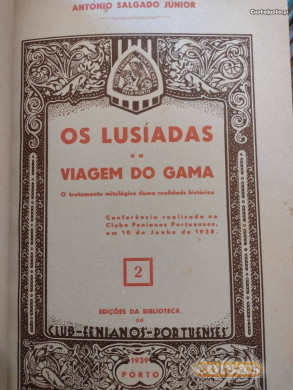 ANTÓNIO SALGADO JÚNIOR
OS LUSÍADAS
e a
VIAGEM DO GAMA
O tratamento mitológico duma realidade histórica
Conferência realizada no
Clube Fenianos Portuenses,
em 10 de Junho de 1938.
2
EDIÇÕES DA BIBLIOTECA
DO
CLUB-FENIANOS-PORTUENSES
1939
PORTO